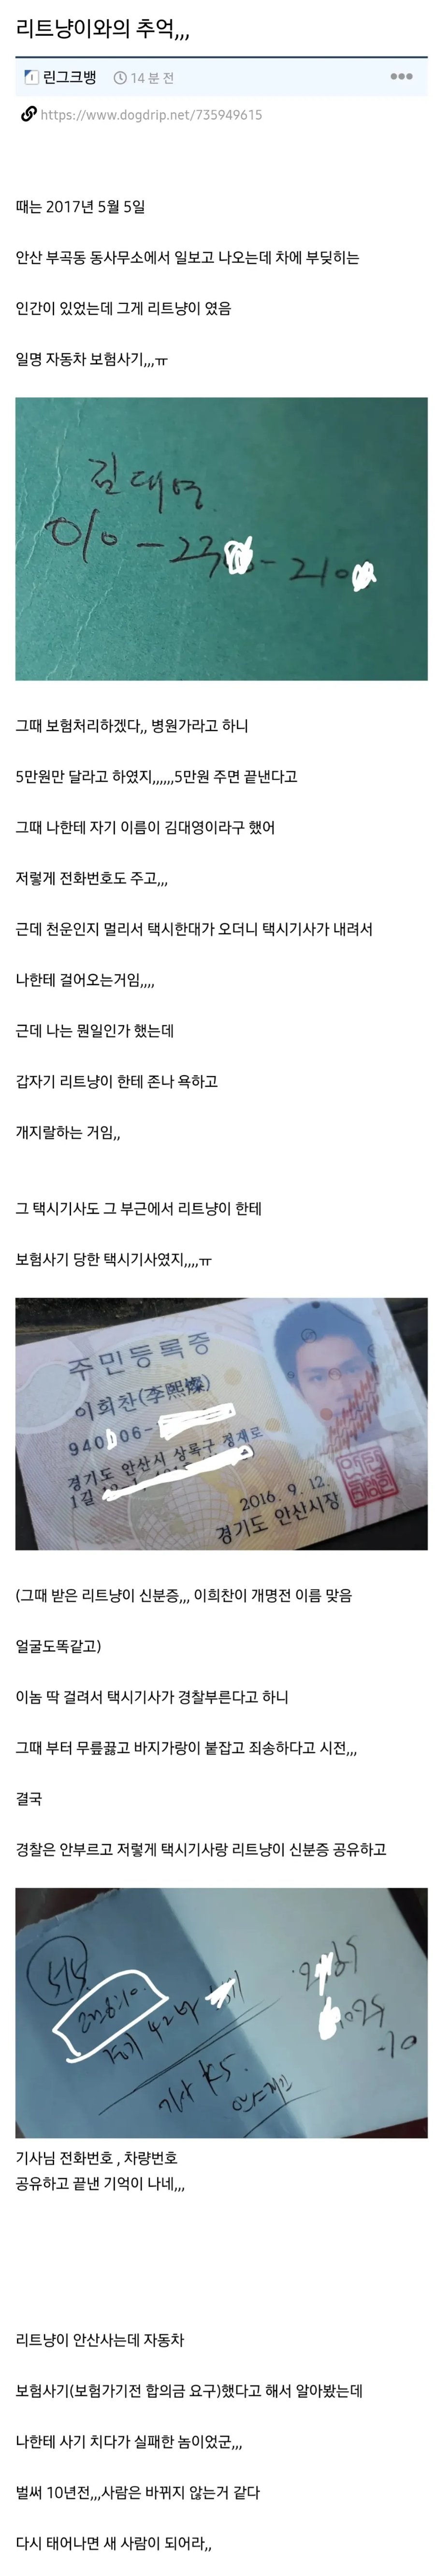 리트냥이와의 추억,,,
린그크뱅
14 분 전
https://www.dogdrip.net/735949615
때는 2017년 5월 5일
안산 부곡동 동사무소에서 일보고 나오는데 차에 부딪히는
인간이 있었는데 그게 리트냥이 였음
일명 자동차 보험사기,,,ㅠ
김대영
010-23 - 210
그때 보험처리하겠다,, 병원가라고 하니
5만원만 달라고 하였지,,,,,,5만원 주면 끝낸다고
그때 나한테 자기 이름이 김대영이라구 했어
저렇게 전화번호도 주고,,,
근데 천운인지 멀리서 택시한대가 오더니 택시기사가 내려서
나한테 걸어오는거임,,,,
근데 나는 뭔일인가 했는데
갑자기 리트냥이 한테 존나 욕하고
개지랄하는 거임,,
그 택시기사도 그 부근에서 리트냥이 한테
보험사기 당한 택시기사였지,,,,ㅠ
주민등록증
이희찬(李熙燦)
940 06-
경기도 안산시 상록구 정재로
1길
2016. 9. 12.
경기도 안산시장
(그때 받은 리트냥이 신분증,,, 이희찬이 개명전 이름 맞음
얼굴도똑같고)
이놈 딱 걸려서 택시기사가 경찰부른다고 하니
그때 부터 무릎꿇고 바지가랑이 붙잡고 죄송하다고 시전,,,
결국
경찰은 안부르고 저렇게 택시기사랑 리트냥이 신분증 공유하고
기사 K5.
기사님 전화번호 , 차량번호
공유하고 끝낸 기억이 나네,,,
리트냥이 안산사는데 자동차
보험사기(보험가기전 합의금 요구)했다고 해서 알아봤는데
나한테 사기 치다가 실패한 놈이었군,,,
벌써 10년전,,,사람은 바뀌지 않는거 같다
다시 태어나면 새 사람이 되어라,,